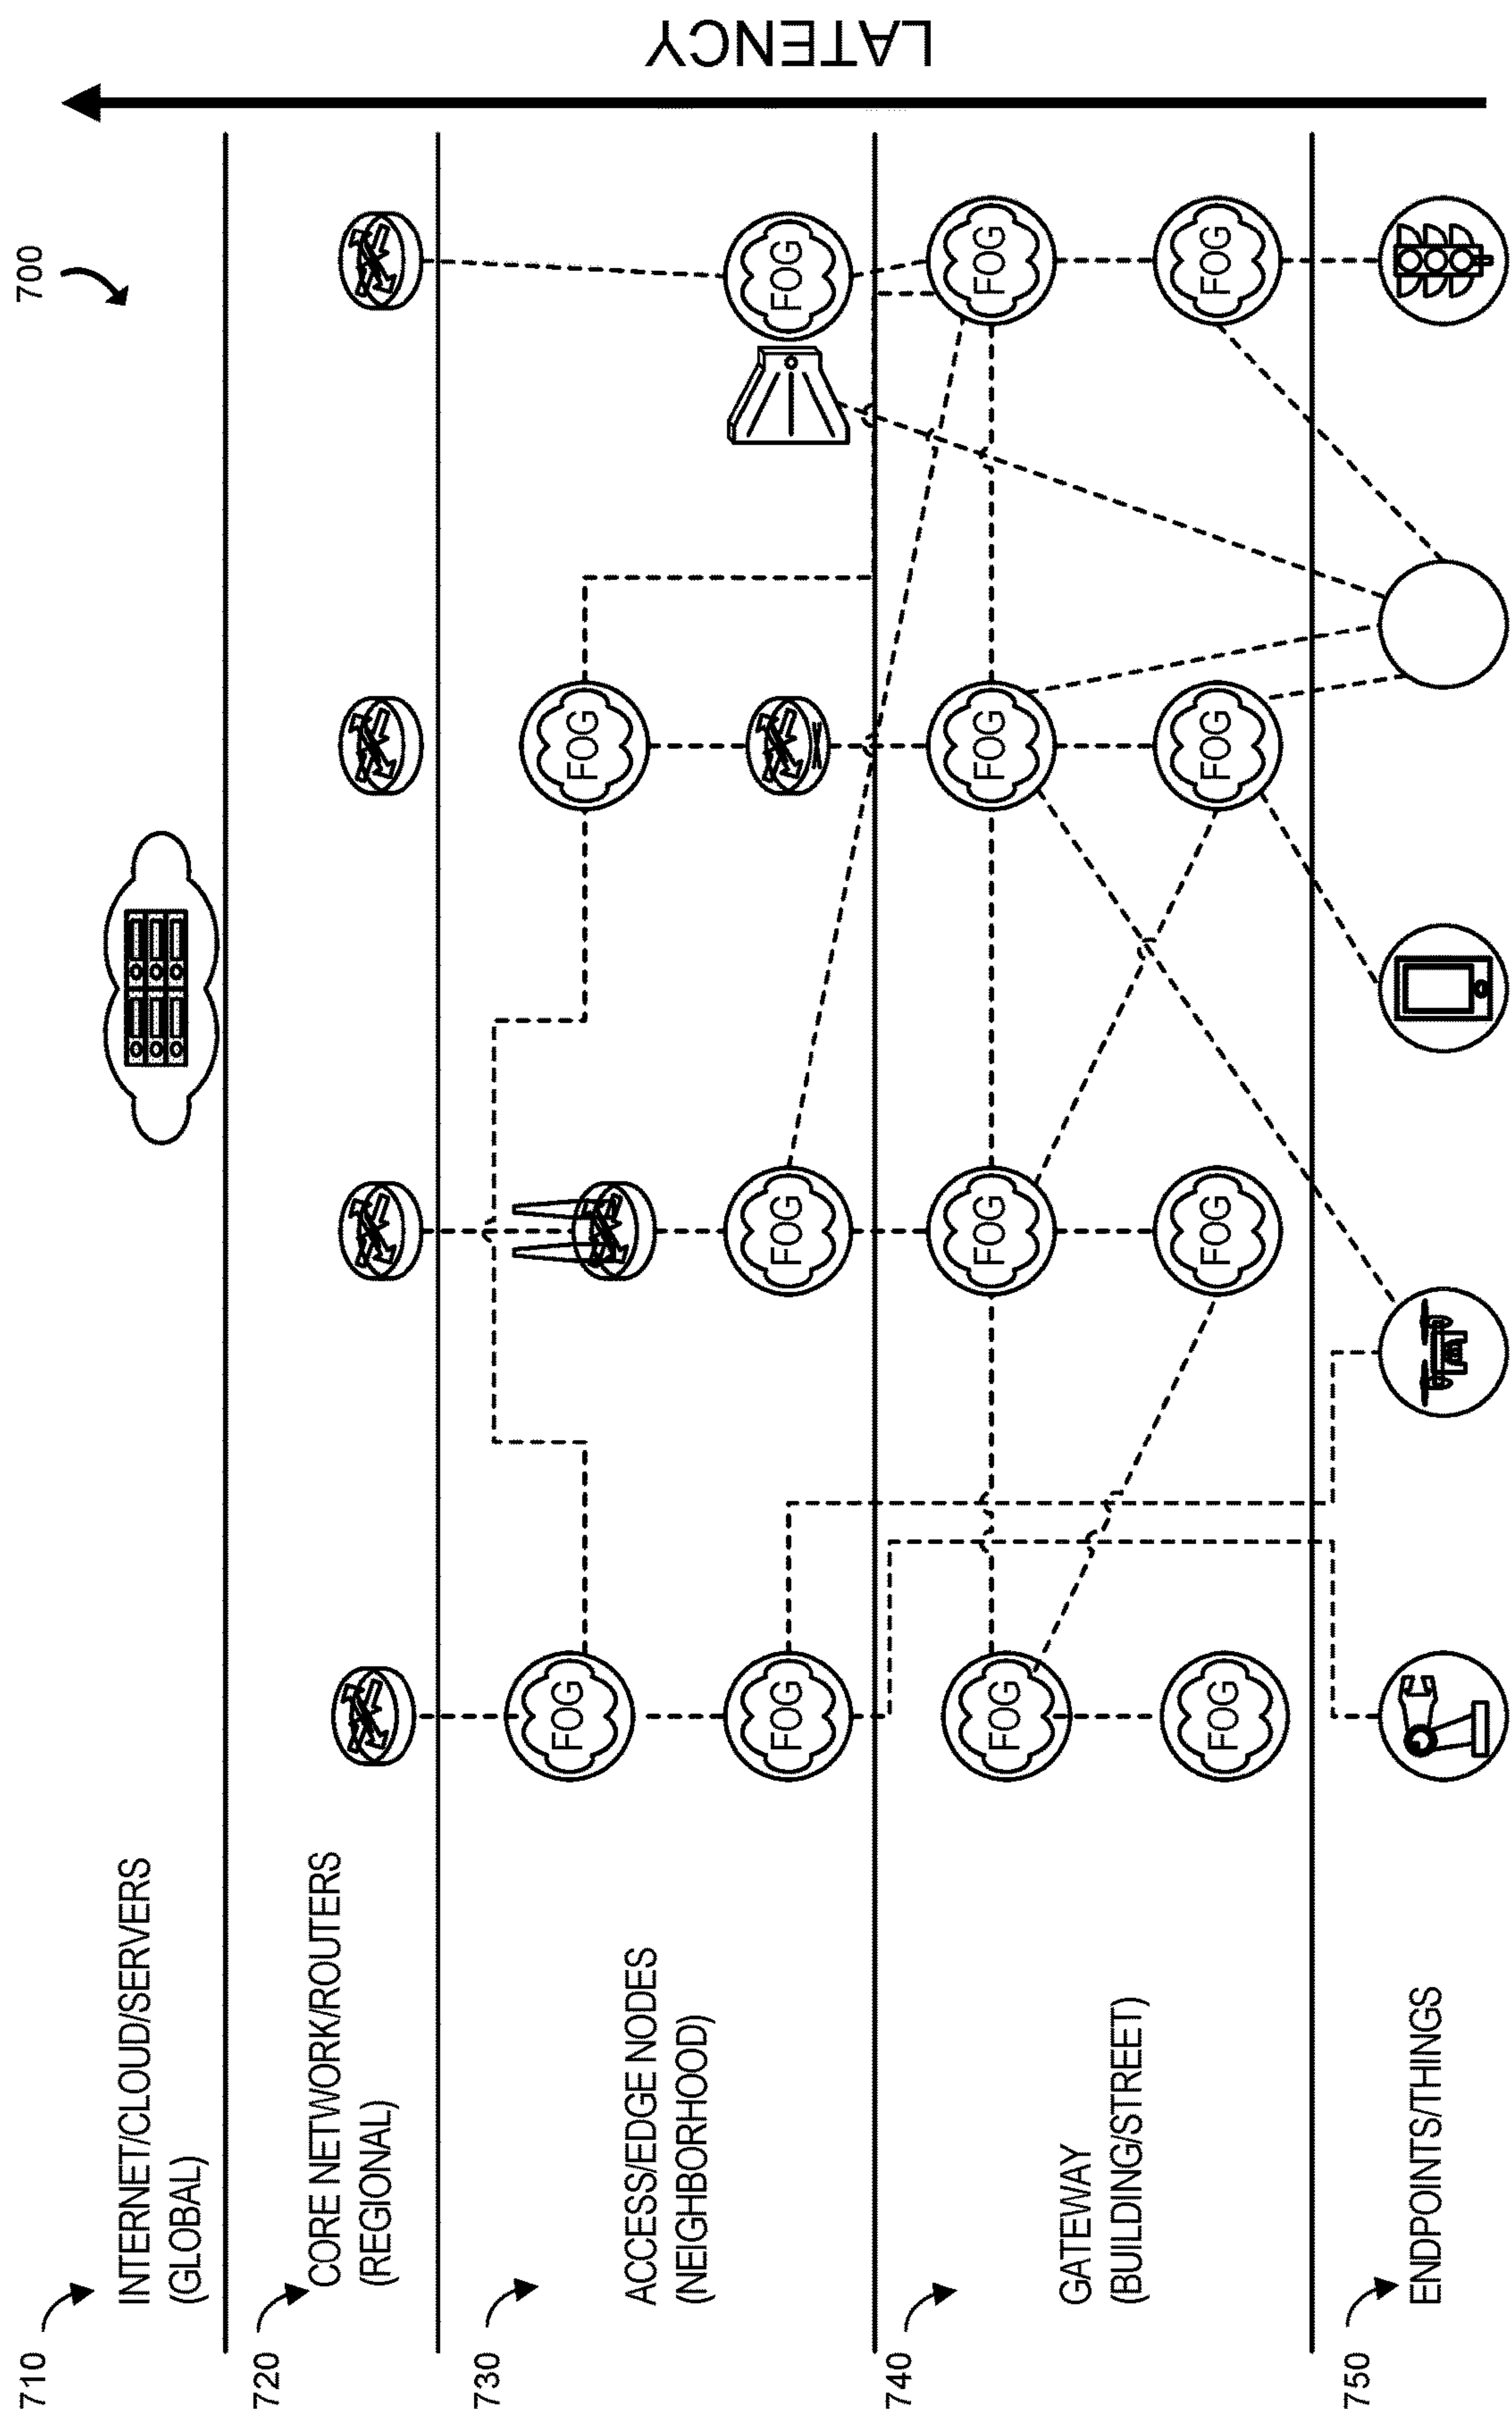 700
710
INTERNET/CLOUD/SERVERS
(GLOBAL)
720
CORE NETWORK/ROUTERS
(REGIONAL)
730
ACCESS/EDGE NODES
(NEIGHBORHOOD)
FOG
FOG
FOG
FOG
FOG
740
GATEWAY
(BUILDING/STREET)
FOG
FOG
FOG
FOG
FOG
FOG
FOG
FOG
750
ENDPOINTS/THINGS
LATENCY